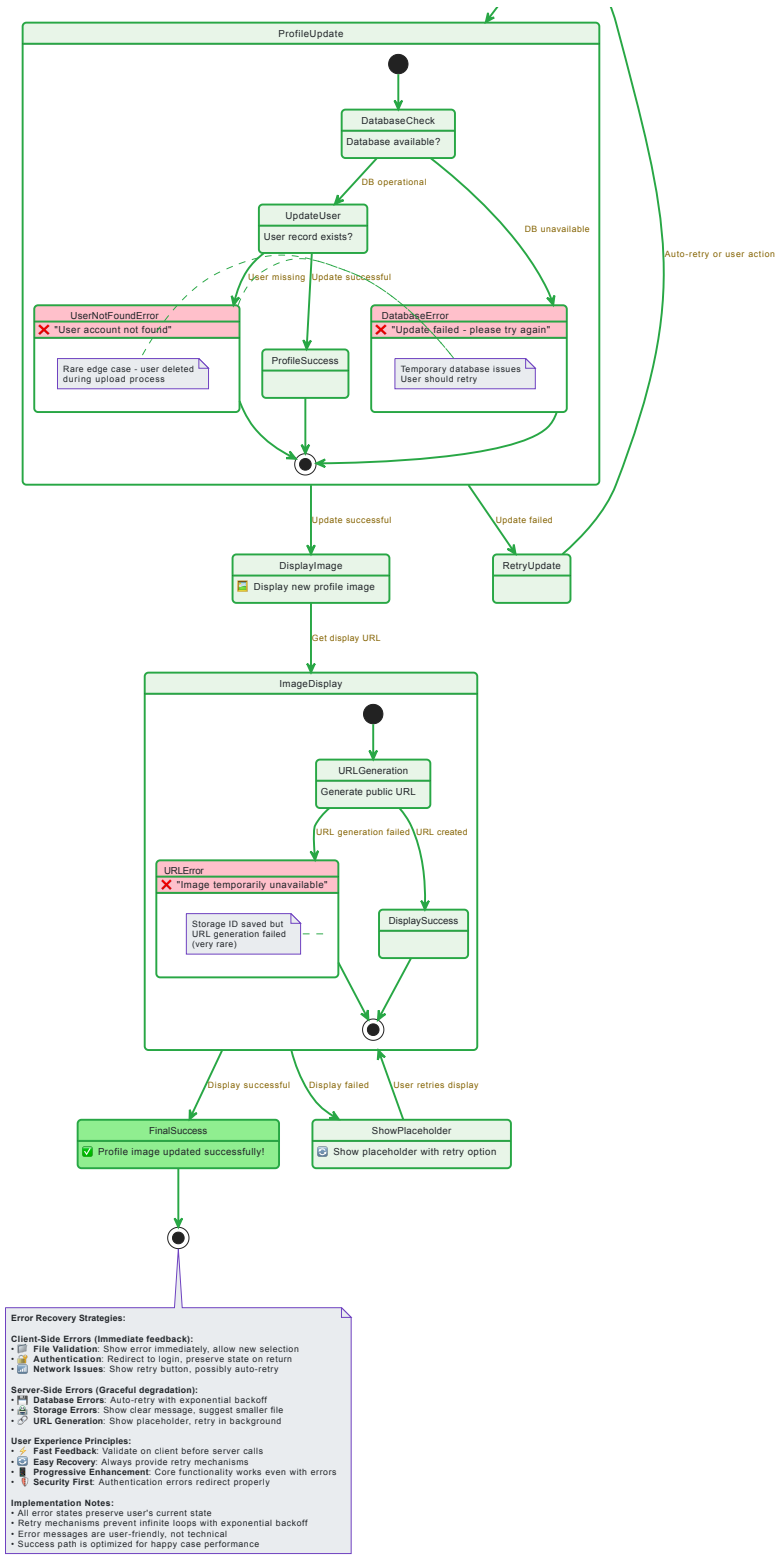 ProfileUpdate
DatabaseCheck
Database available?
DB operational
UpdateUser
User record exists?
DB unavailable
Auto-retry or user action
User missing
Update successful
UserNotFoundError
❌ "User account not found"
DatabaseError
❌ "Update failed - please try again"
Rare edge case - user deleted
during upload process
ProfileSuccess
Temporary database issues
User should retry
Update successful
Update failed
DisplayImage
🖼️ Display new profile image
RetryUpdate
Get display URL
ImageDisplay
URLGeneration
Generate public URL
URL generation failed
URL created
URLError
❌ "Image temporarily unavailable"
Storage ID saved but
URL generation failed
(very rare)
DisplaySuccess
Display successful
Display failed
User retries display
FinalSuccess
✅ Profile image updated successfully!
ShowPlaceholder
🔄 Show placeholder with retry option
Error Recovery Strategies:
Client-Side Errors (Immediate feedback):
• 📁 File Validation: Show error immediately, allow new selection
• 🔐 Authentication: Redirect to login, preserve state on return
• 📶 Network Issues: Show retry button, possibly auto-retry
Server-Side Errors (Graceful degradation):
• 💾 Database Errors: Auto-retry with exponential backoff
• 🖨️ Storage Errors: Show clear message, suggest smaller file
• 🔗 URL Generation: Show placeholder, retry in background
User Experience Principles:
• ⚡ Fast Feedback: Validate on client before server calls
• 🔄 Easy Recovery: Always provide retry mechanisms
• 📱 Progressive Enhancement: Core functionality works even with errors
• 🛡️ Security First: Authentication errors redirect properly
Implementation Notes:
• All error states preserve user's current state
• Retry mechanisms prevent infinite loops with exponential backoff
• Error messages are user-friendly, not technical
• Success path is optimized for happy case performance